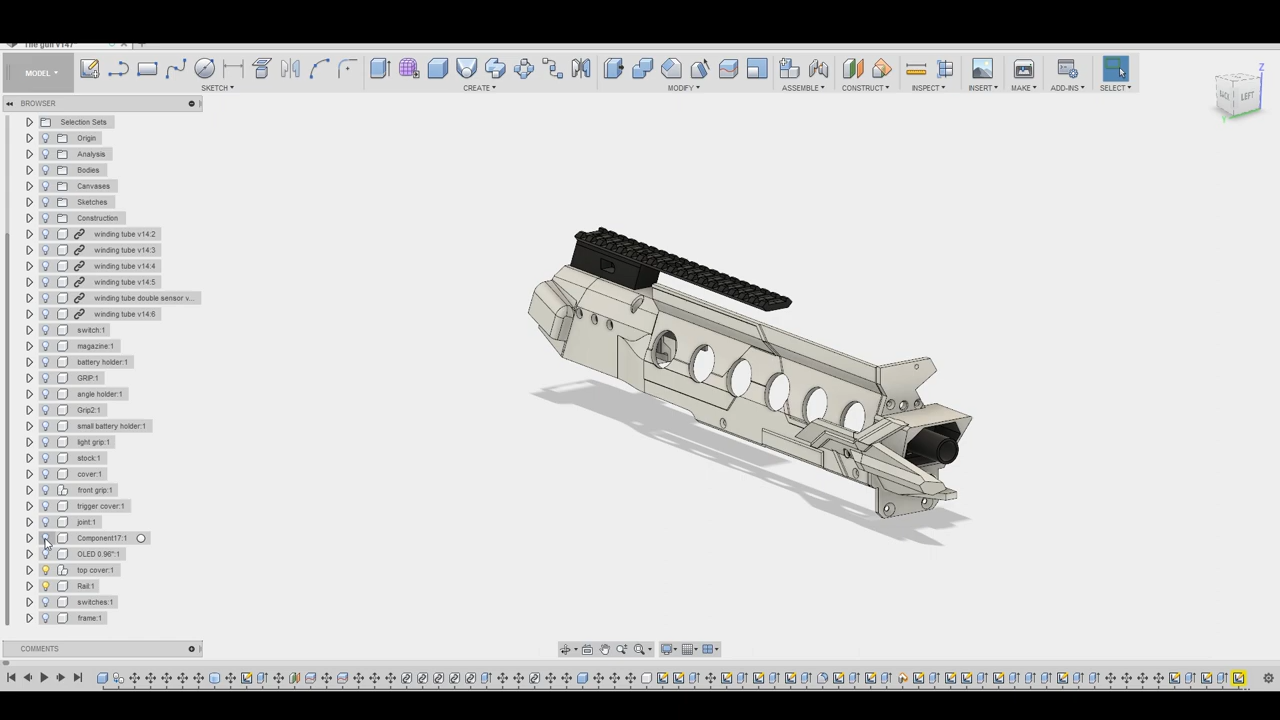 The gun v147
MODEL
SKETCH
CREATE
MODIFY
ASSEMBLE
CONSTRUCT
INSPECT
INSERT
MAKE
ADD-INS
SELECT
Z
BACK
LEFT
Y
BROWSER
Selection Sets
Origin
Analysis
Bodies
Canvases
Sketches
Construction
winding tube v14:2
winding tube v14:3
winding tube v14:4
winding tube v14:5
winding tube double sensor v...
winding tube v14:6
switch:1
magazine:1
battery holder:1
GRIP:1
angle holder:1
Grip2:1
small battery holder:1
light grip:1
stock:1
cover:1
front grip:1
trigger cover:1
joint:1
Component17:1
OLED 0.96":1
top cover:1
Rail:1
switches:1
frame:1
COMMENTS